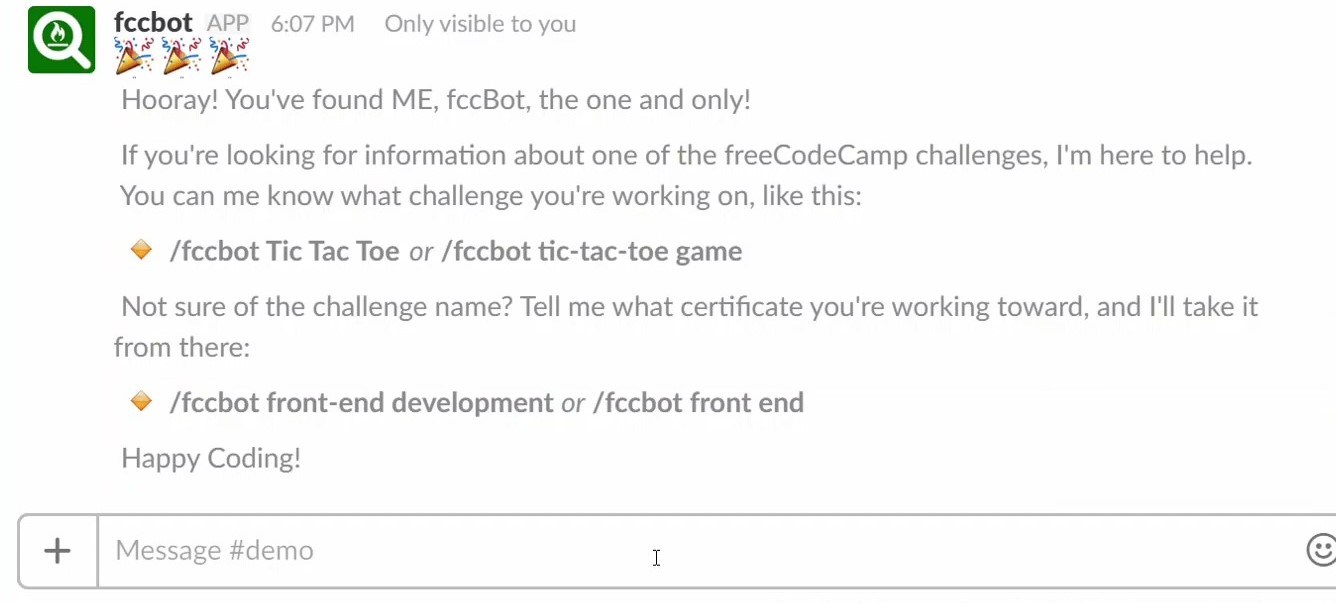 fccbot APP 6:07 PM Only visible to you
Hooray! You've found ME, fccBot, the one and only!
If you're looking for information about one of the freeCodeCamp challenges, I'm here to help.
You can me know what challenge you're working on, like this:
/fccbot Tic Tac Toe or /fccbot tic-tac-toe game
Not sure of the challenge name? Tell me what certificate you're working toward, and I'll take it
from there:
/fccbot front-end development or /fccbot front end
Happy Coding!
Message #demo